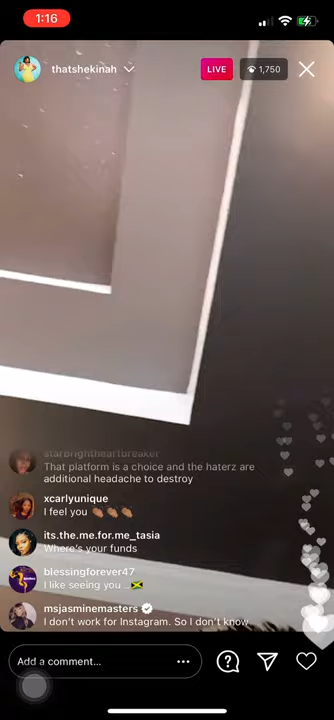 1:16
thatshekinah
LIVE
1,750
starbrightheartbreaker
That platform is a choice and the haterz are
additional headache to destroy
xcarlyunique
I feel you 👏🏾👏🏾👏🏾
its.the.me.for.me_tasia
Where's your funds
blessingforever47
I like seeing you 🇯🇲
msjasminemasters
I don't work for Instagram. So I don't know
Add a comment...